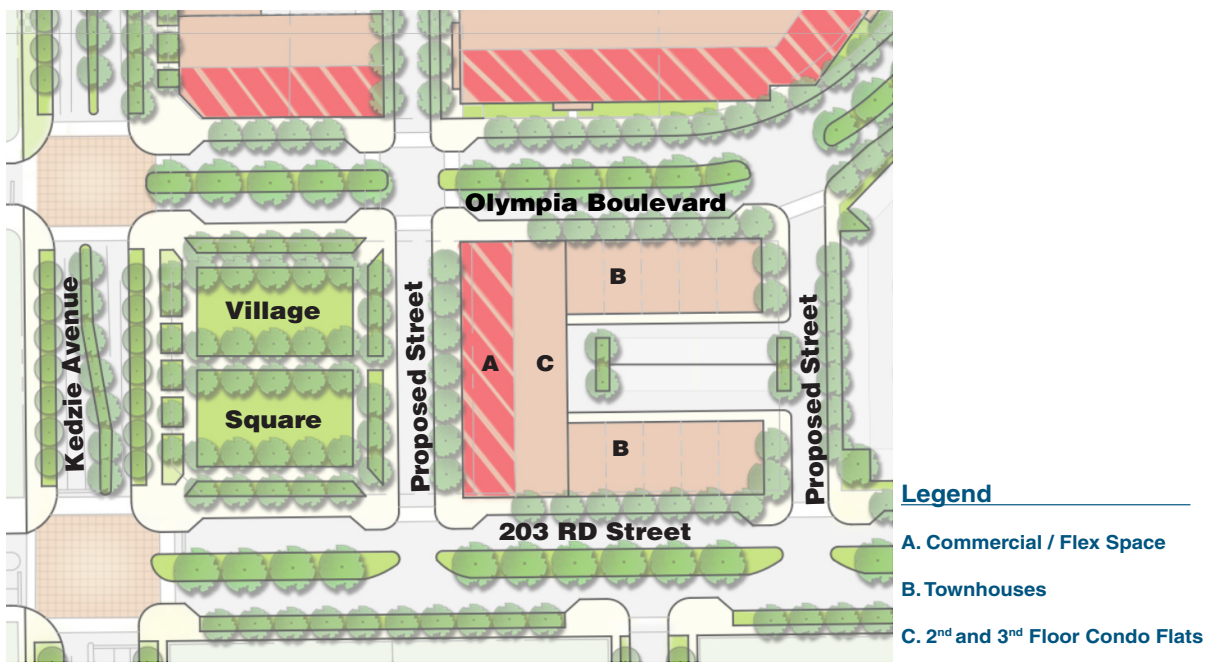 Olympia Boulevard
Kedzie Avenue
Village
Square
Proposed Street
A
C
B
B
Proposed Street
203 RD Street
Legend
A. Commercial / Flex Space
B. Townhouses
C. 2nd and 3nd Floor Condo Flats